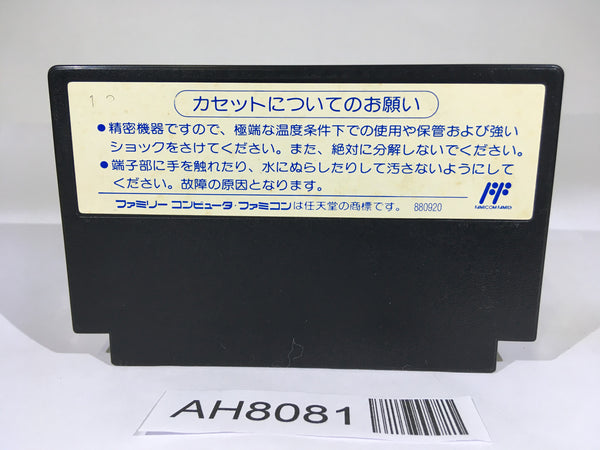 カセットについてのお願い
●精密機器ですので、極端な温度条件下での使用や保管および強い
ショックをさけてください。また、絶対に分解しないでください。
●端子部に手を触れたり、水にぬらしたりして汚さないようにして
ください。故障の原因となります。
FAMICOM FAMILY
ファミリーコンピュータ・ファミコンは任天堂の商標です。 880920
AH8081